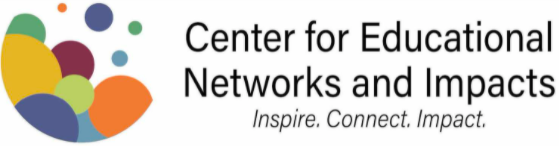 Center for Educational
Networks and Impacts
Inspire. Connect. Impact.